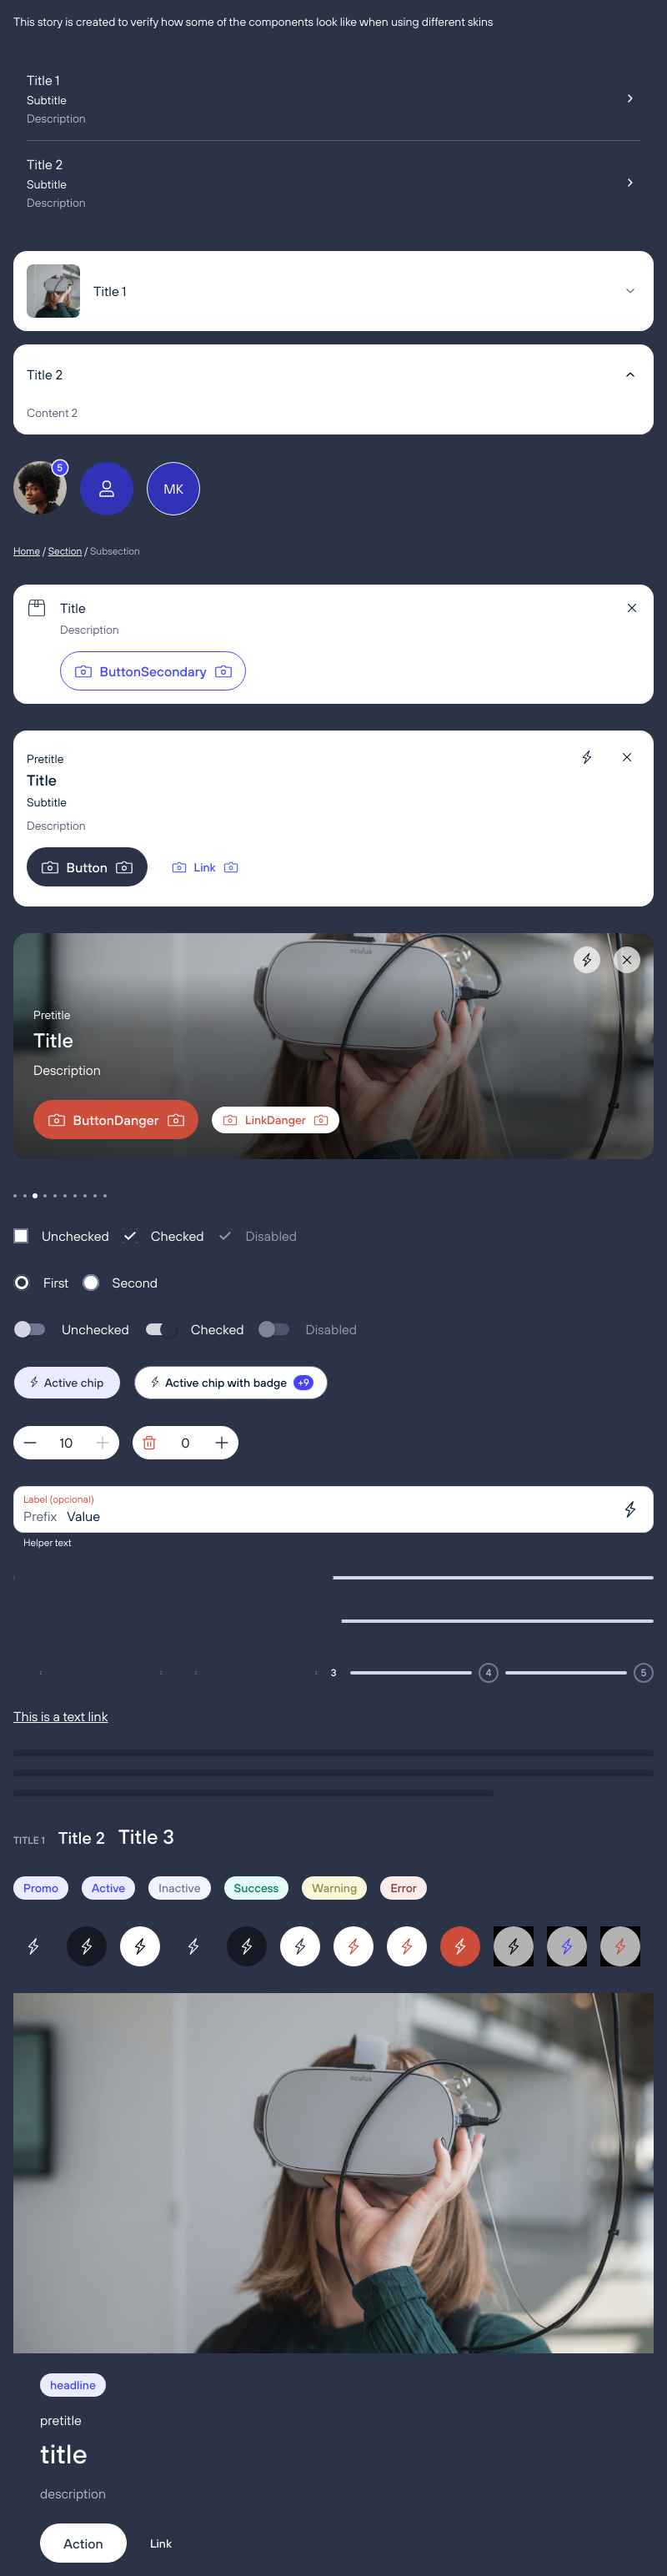 This story is created to verify how some of the components look like when using different skins
Title 1
Subtitle
Description
Title 2
Subtitle
Description
Title 1
Title 2
Content 2
5
MK
Home / Section / Subsection
Title
Description
ButtonSecondary
Pretitle
Title
Subtitle
Description
Button Link
oculus
Pretitle
Title
Description
ButtonDanger LinkDanger
Unchecked Checked Disabled
First Second
Unchecked Checked Disabled
Active chip Active chip with badge +9
10 0
Label (opcional)
Prefix Value
Helper text
3 4 5
This is a text link
TITLE 1 Title 2 Title 3
Promo Active Inactive Success Warning Error
oculus
headline
pretitle
title
description
Action Link